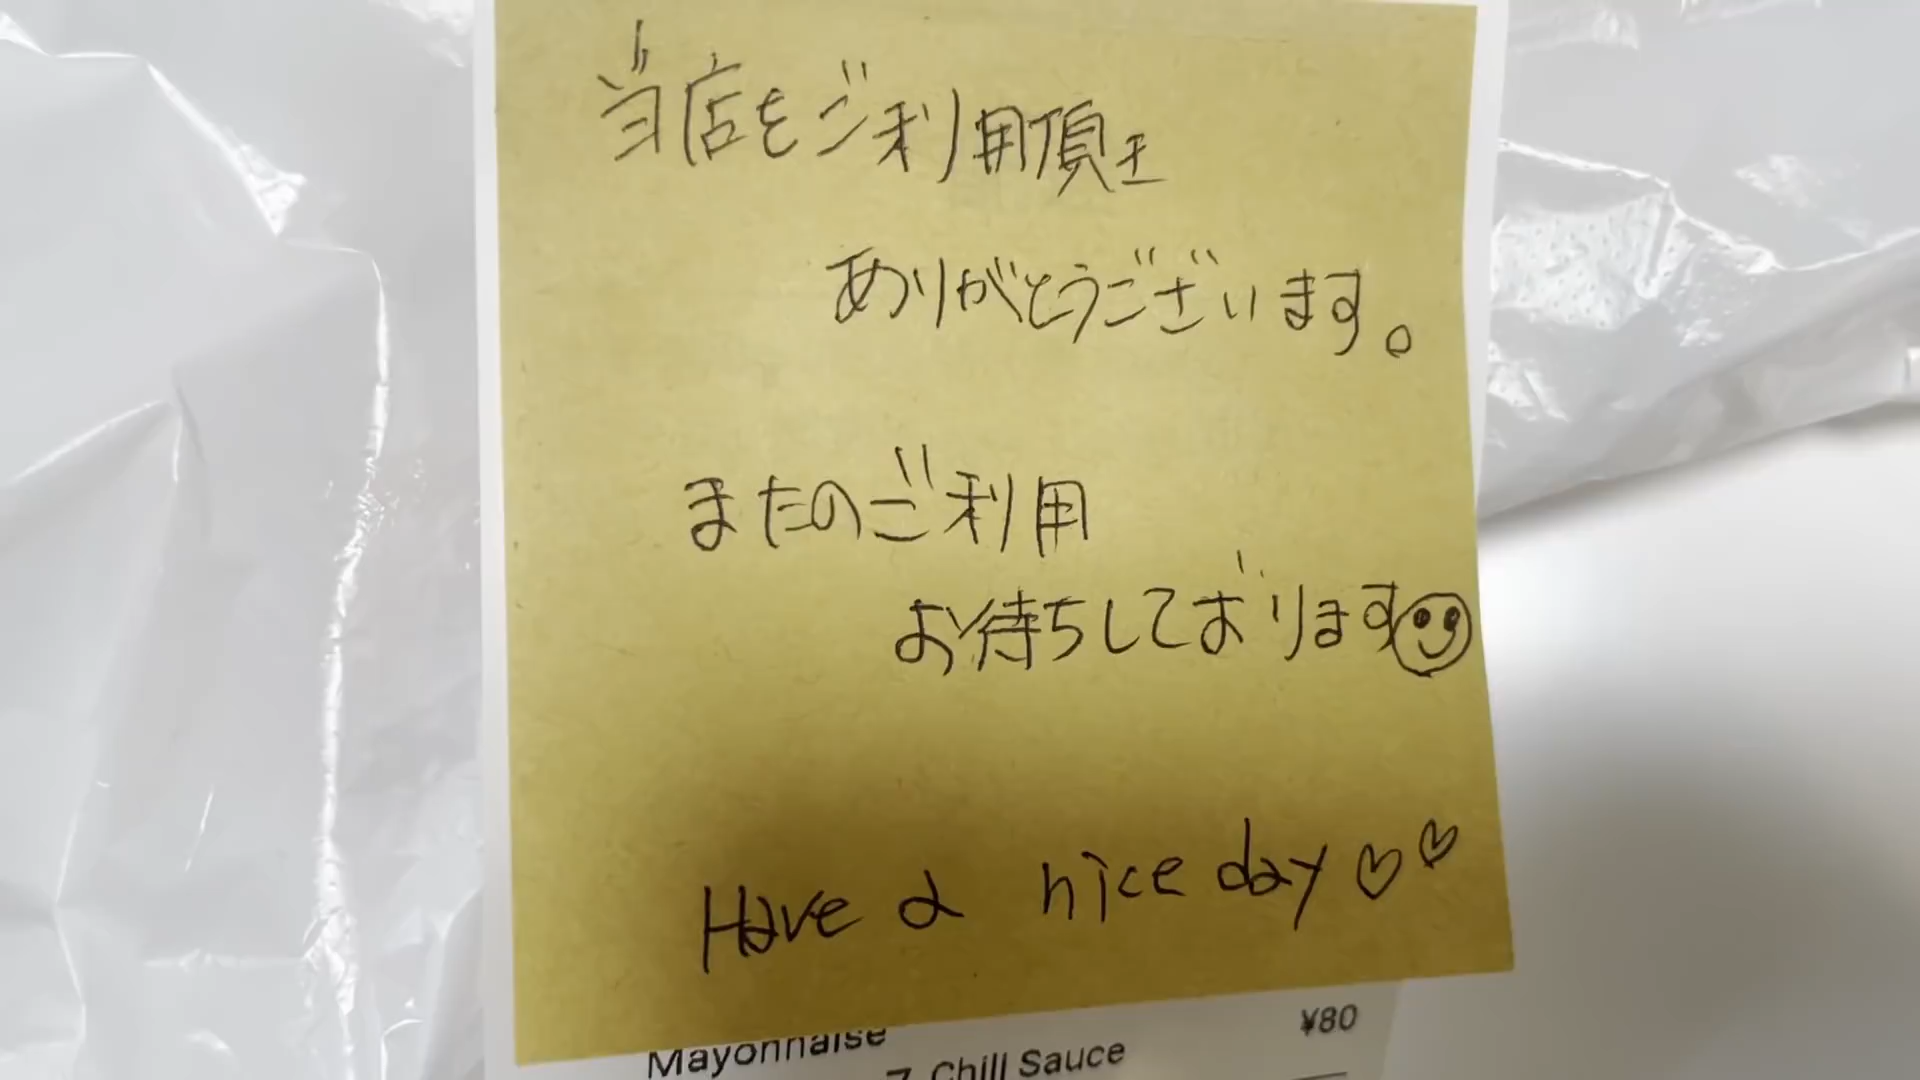 当店をご利用頂き
ありがとうございます。
またのご利用
お待ちしております
Have a nice day♡♡
Mayonnaise ¥80
Chili Sauce